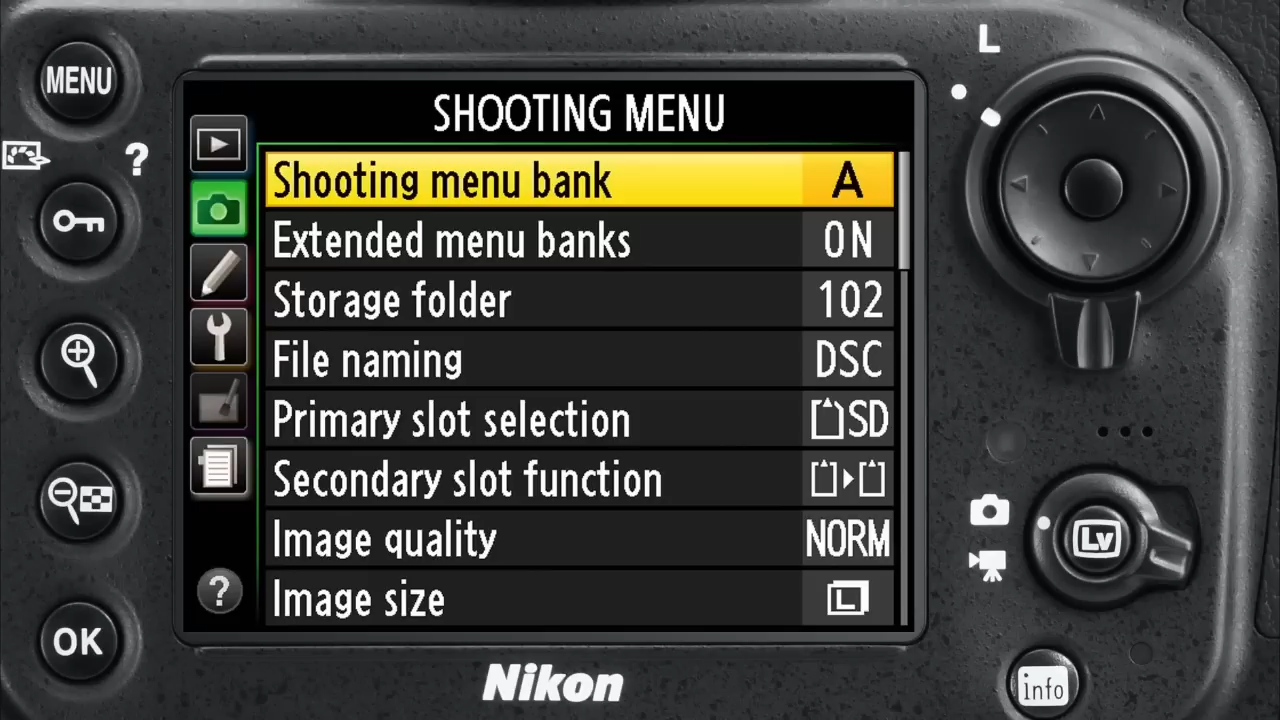 MENU
?
OK
SHOOTING MENU
Shooting menu bank A
Extended menu banks ON
Storage folder 102
File naming DSC
Primary slot selection SD
Secondary slot function
Image quality NORM
Image size L
?
Nikon
L
Lv
info